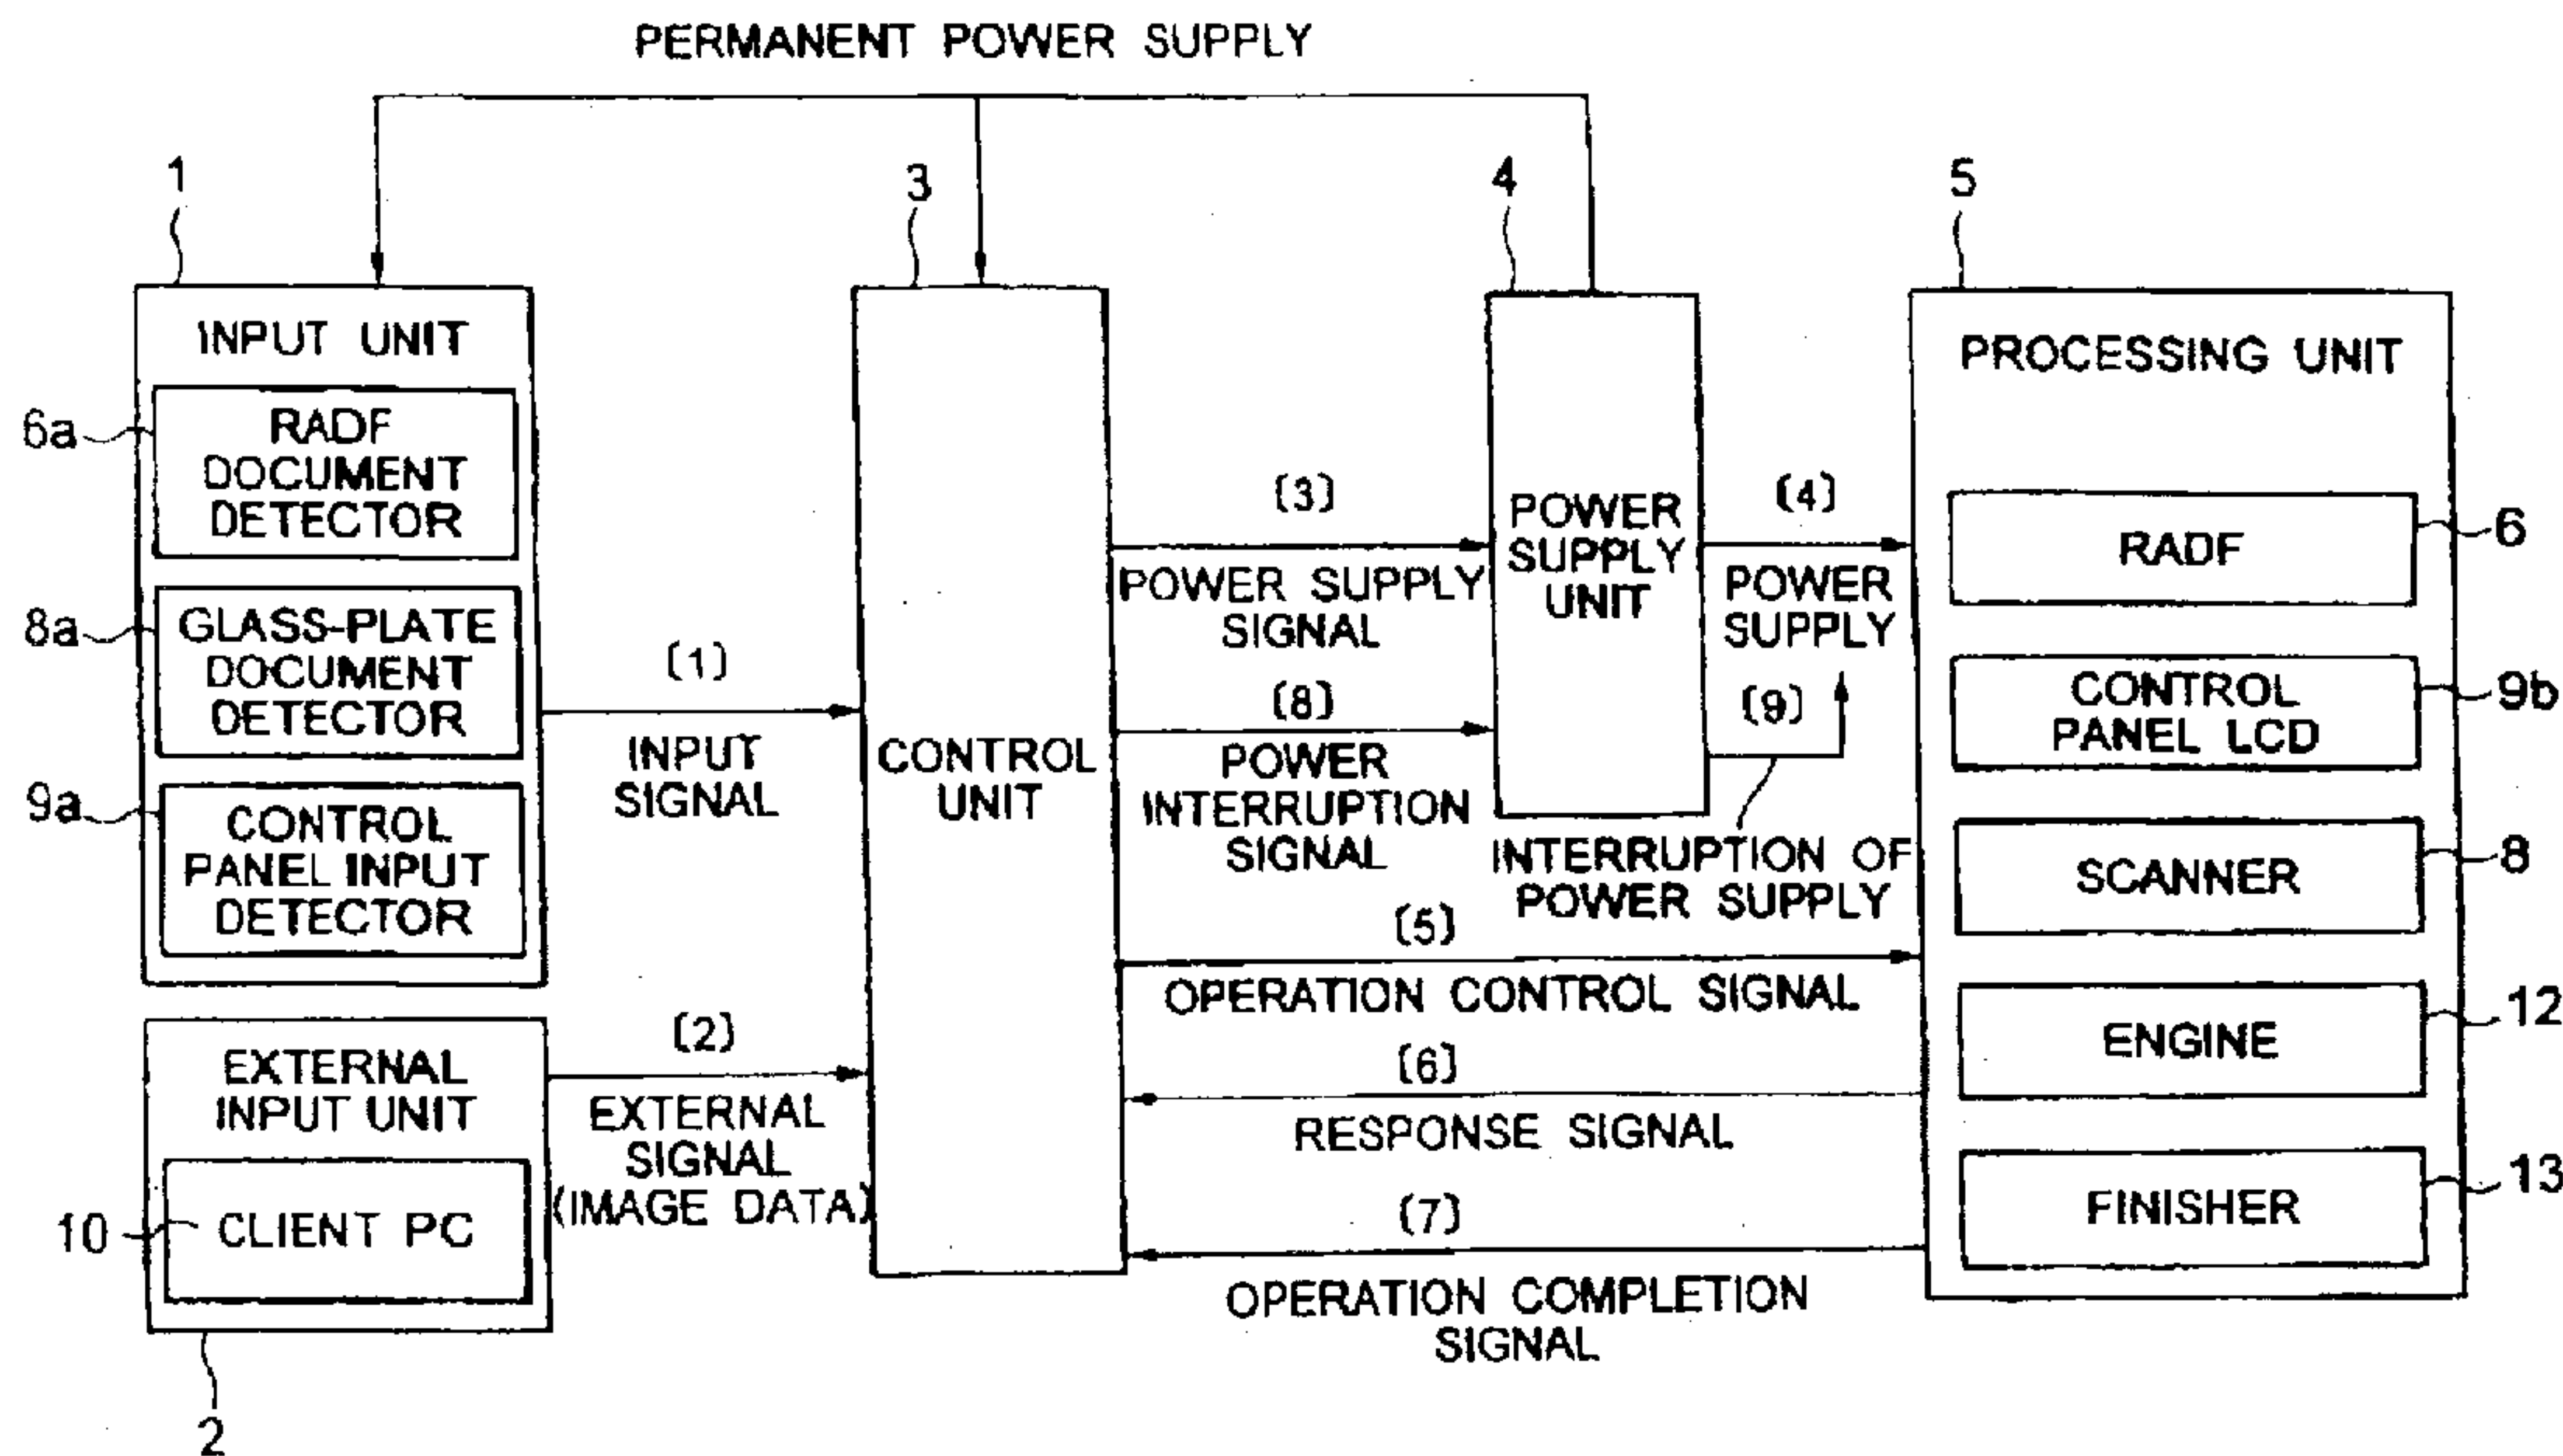 PERMANENT POWER SUPPLY
1
3
4
5
INPUT UNIT
6a
RADF
DOCUMENT
DETECTOR
8a
GLASS-PLATE
DOCUMENT
DETECTOR
9a
CONTROL
PANEL INPUT
DETECTOR
(1)
INPUT
SIGNAL
EXTERNAL
INPUT UNIT
10
CLIENT PC
2
(2)
EXTERNAL
SIGNAL
(IMAGE DATA)
CONTROL
UNIT
(3)
POWER SUPPLY
SIGNAL
(8)
POWER
INTERRUPTION
SIGNAL
POWER
SUPPLY
UNIT
(4)
POWER
SUPPLY
(9)
INTERRUPTION OF
POWER SUPPLY
(5)
OPERATION CONTROL SIGNAL
(6)
RESPONSE SIGNAL
(7)
OPERATION COMPLETION
SIGNAL
PROCESSING UNIT
RADF
6
CONTROL
PANEL LCD
9b
SCANNER
8
ENGINE
12
FINISHER
13